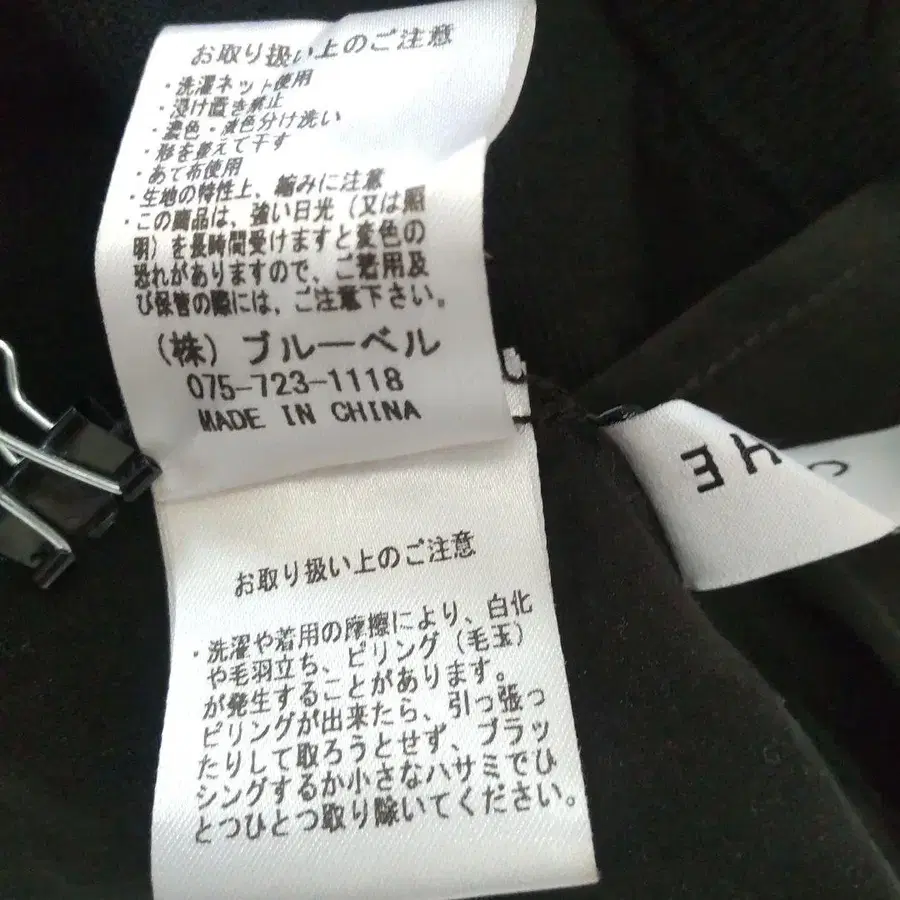 お取り扱い上のご注意
・洗濯ネット使用
・浸け置き禁止
・濃色・淡色分け洗い
・形を整えて干す
・あて布使用
・生地の特性上、縮みに注意
・この商品は、強い日光（又は照
明）を長時間受けますと変色の
恐れがありますので、ご着用及
び保管の際には、ご注意下さい。
（株）ブルーベル
075-723-1118
MADE IN CHINA
お取り扱い上のご注意
・洗濯や着用の摩擦により、白化
や毛羽立ち、ピリング（毛玉）
が発生することがあります。
ピリングが出来たら、引っ張っ
たりして取ろうとせず、ブラッ
シングするか小さなハサミでひ
とつひとつ取り除いてください。
HE